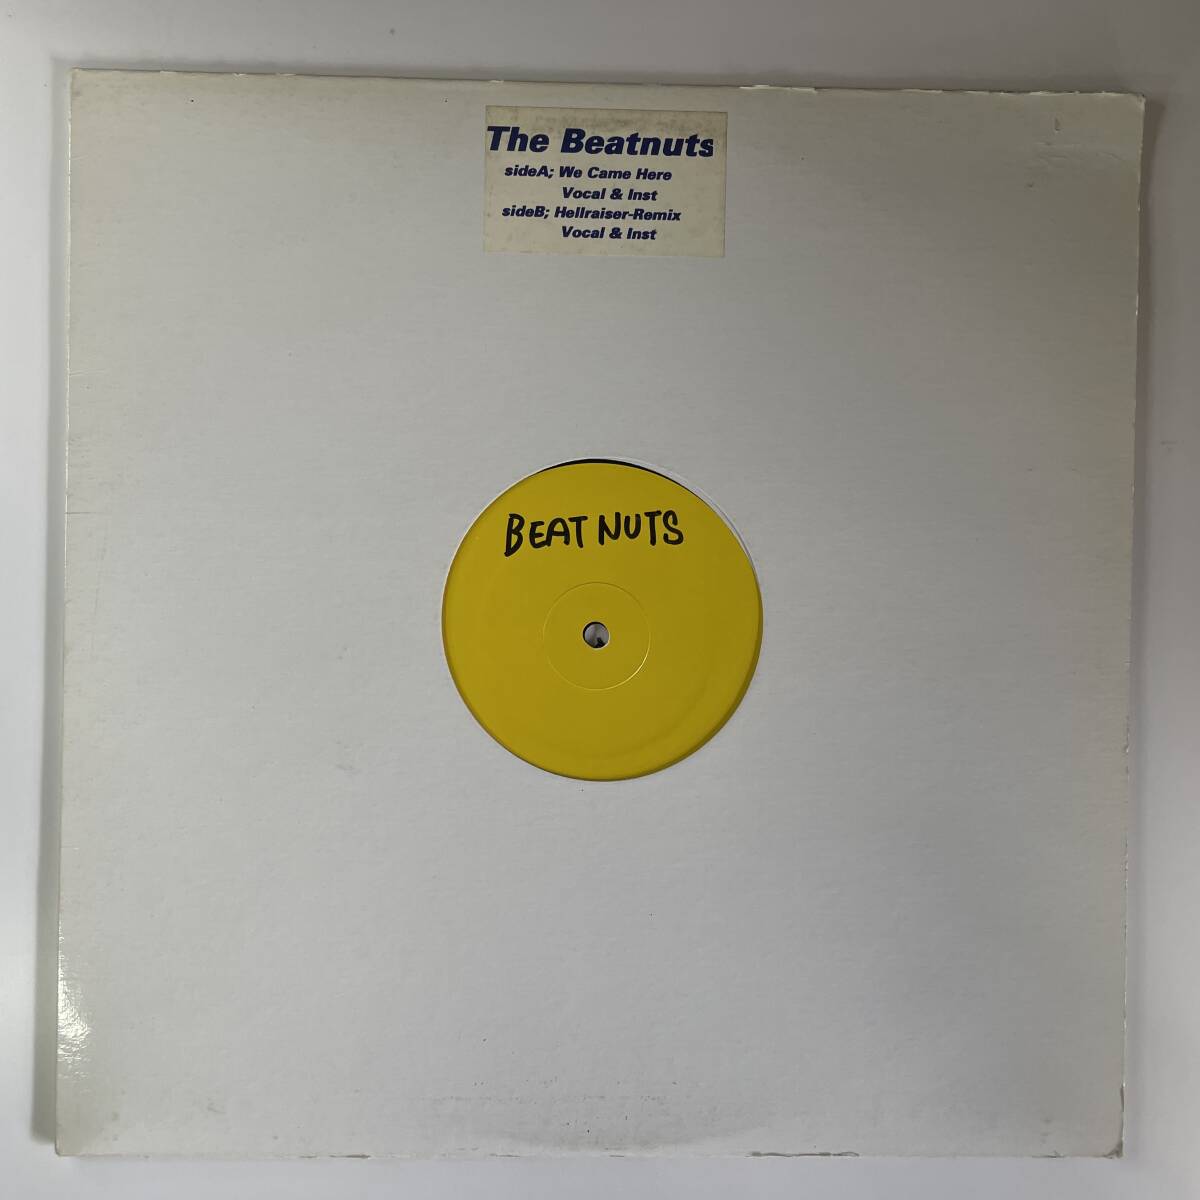 The Beatnuts
sideA; We Came Here
Vocal & Inst
sideB; Hellraiser-Remix
Vocal & Inst
BEAT NUTS